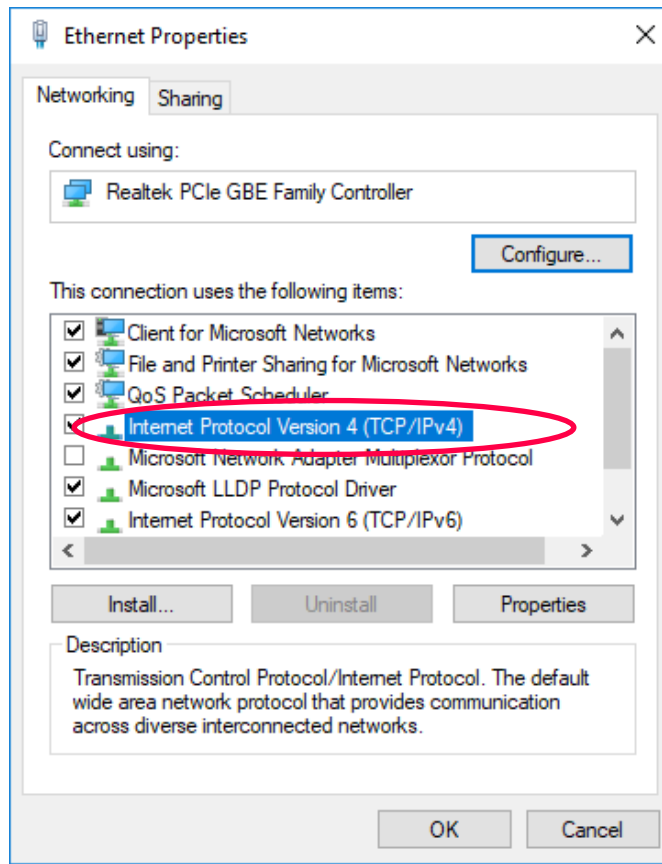 Ethernet Properties
Networking
Sharing
Connect using:
Realtek PCIe GBE Family Controller
Configure...
This connection uses the following items:
Client for Microsoft Networks
File and Printer Sharing for Microsoft Networks
QoS Packet Scheduler
Internet Protocol Version 4 (TCP/IPv4)
Microsoft Network Adapter Multiplexor Protocol
Microsoft LLDP Protocol Driver
Internet Protocol Version 6 (TCP/IPv6)
Install...
Uninstall
Properties
Description
Transmission Control Protocol/Internet Protocol. The default
wide area network protocol that provides communication
across diverse interconnected networks.
OK
Cancel